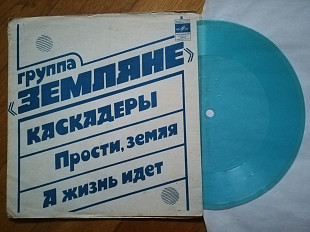 группа
«ЗЕМЛЯНЕ»
КАСКАДЕРЫ
Прости, земля
А жизнь идет